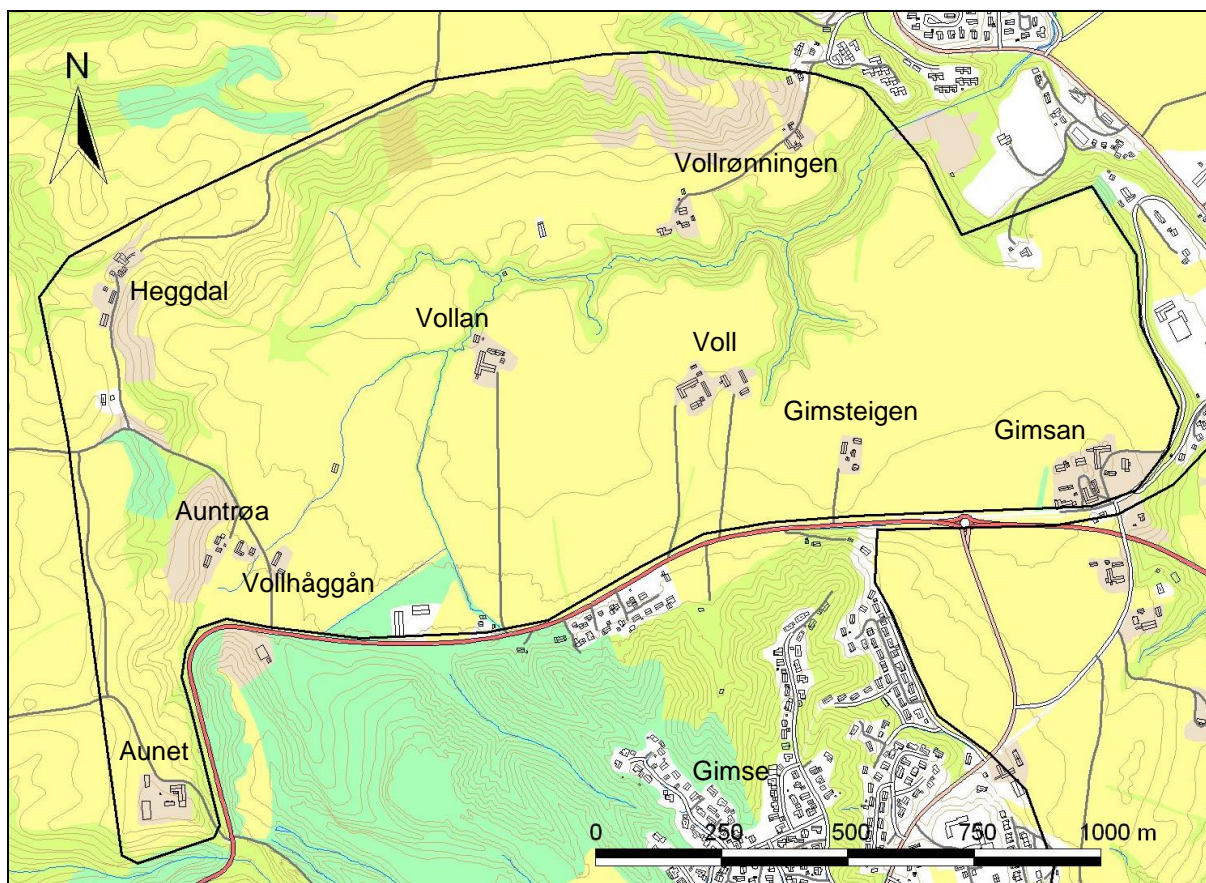 N
Vollrønningen
Heggdal
Vollan
Voll
Gimsteigen
Gimsan
Auntrøa
Vollhåggån
Aunet
Gimse
0 250 500 750 1000 m